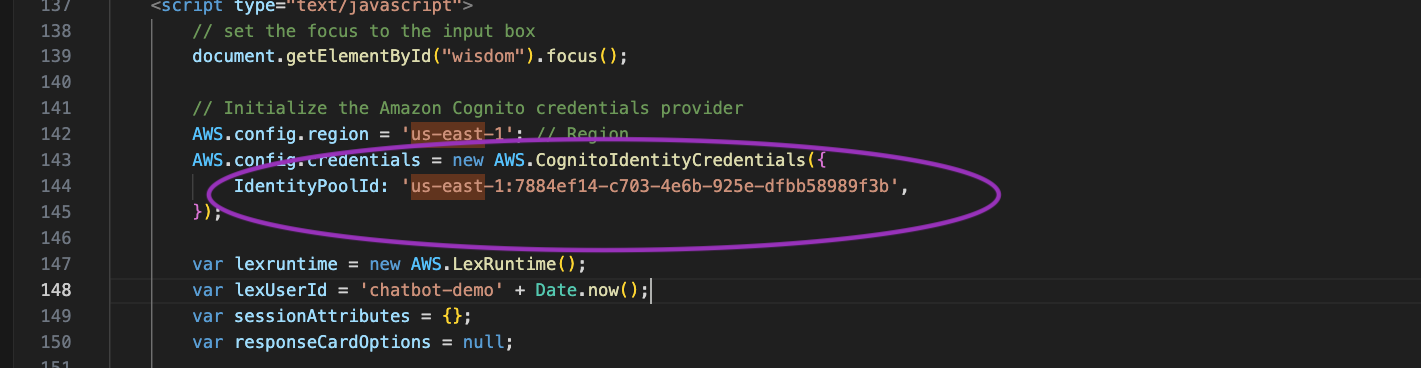 137 <script type="text/javascript">
138 // set the focus to the input box
139 document.getElementById("wisdom").focus();
140
141 // Initialize the Amazon Cognito credentials provider
142 AWS.config.region = 'us-east-1'; // Region
143 AWS.config.credentials = new AWS.CognitoIdentityCredentials({
144 IdentityPoolId: 'us-east-1:7884ef14-c703-4e6b-925e-dfbb58989f3b',
145 });
146
147 var lexruntime = new AWS.LexRuntime();
148 var lexUserId = 'chatbot-demo' + Date.now();
149 var sessionAttributes = {};
150 var responseCardOptions = null;
151